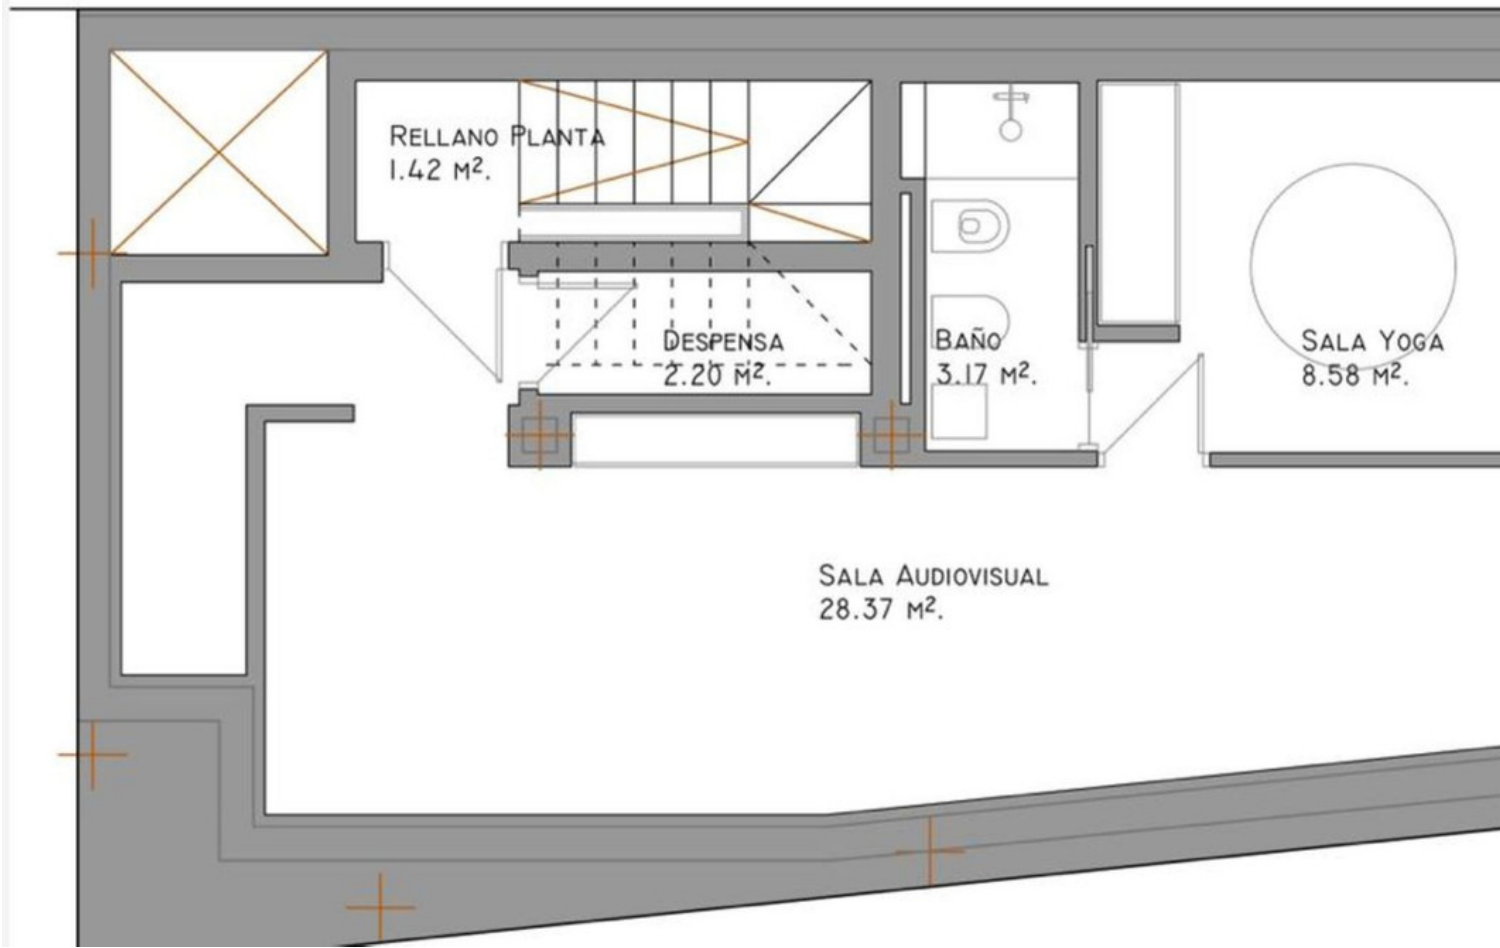 RELLANO PLANTA
1.42 M².
DESPENSA
2.20 M².
BAÑO
3.17 M².
SALA YOGA
8.58 M².
SALA AUDIOVISUAL
28.37 M².